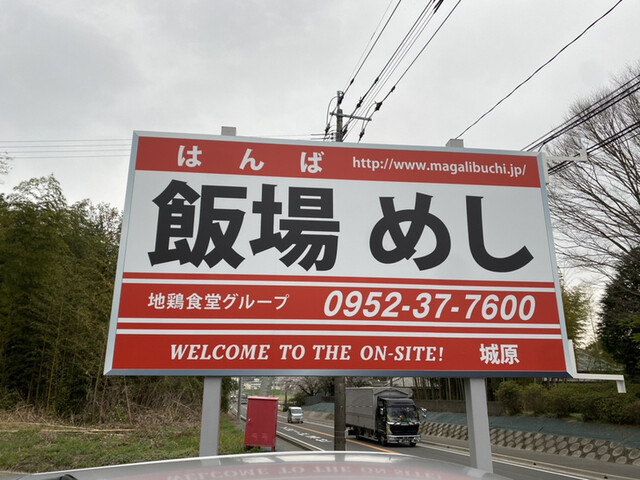 はんば http://www.magalibuchi.jp/
飯場めし
地鶏食堂グループ 0952-37-7600
WELCOME TO THE ON-SITE! 城原